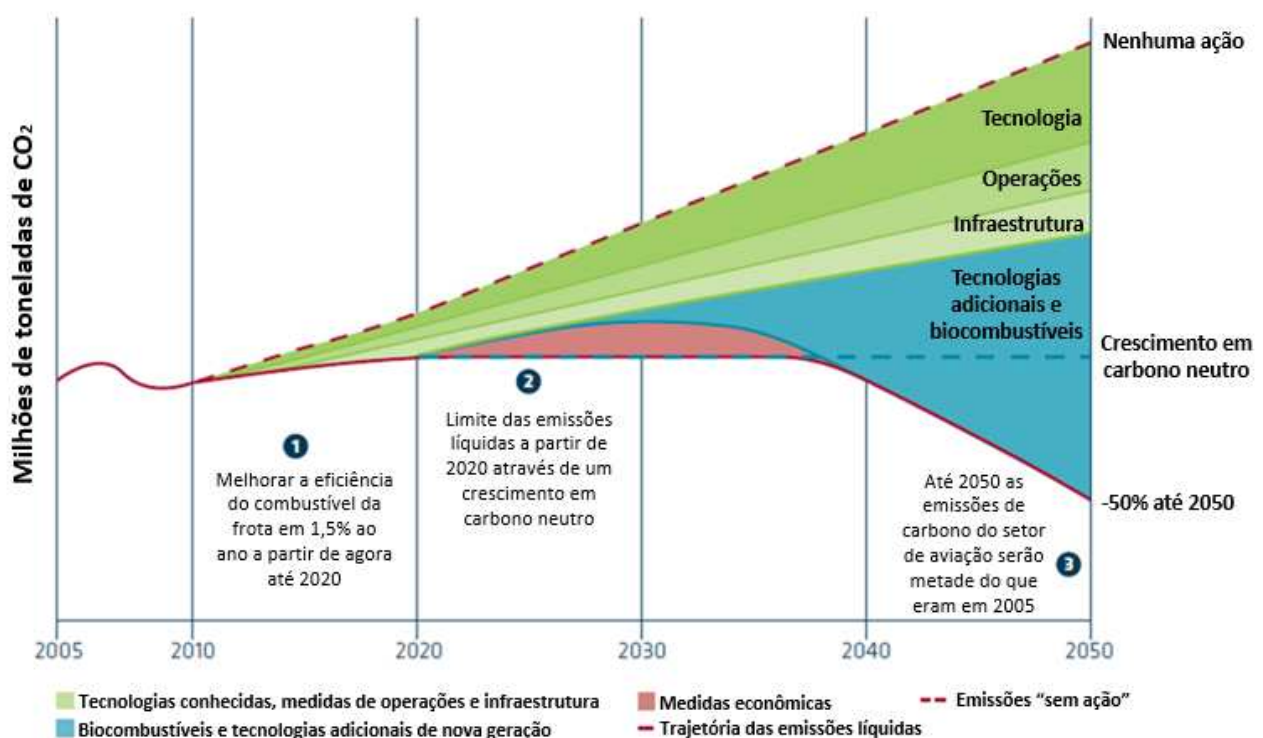 Milhões de toneladas de CO₂
Nenhuma ação
Tecnologia
Operações
Infraestrutura
Tecnologias
adicionais e
biocombustíveis
Crescimento em
carbono neutro
-50% até 2050
1
Melhorar a eficiência
do combustível da
frota em 1,5% ao
ano a partir de agora
até 2020
2
Limite das emissões
líquidas a partir de
2020 através de um
crescimento em
carbono neutro
Até 2050 as
emissões de
carbono do setor
de aviação serão
metade do que
eram em 2005
3
2005 2010 2020 2030 2040 2050
Tecnologias conhecidas, medidas de operações e infraestrutura
Medidas econômicas
Emissões “sem ação”
Biocombustíveis e tecnologias adicionais de nova geração
Trajetória das emissões líquidas